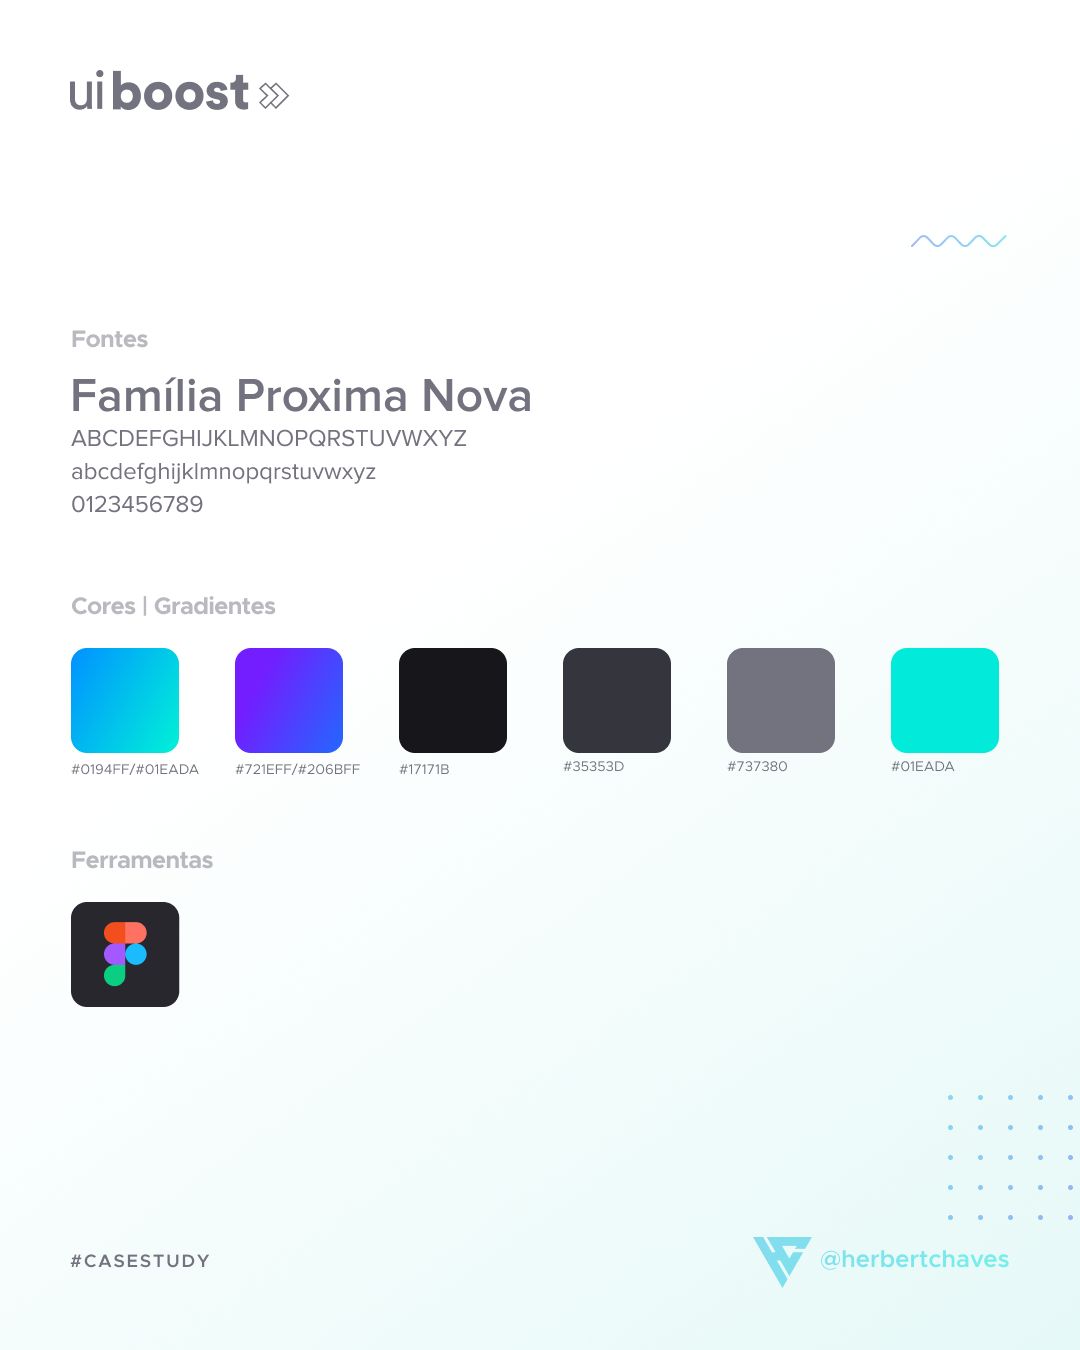 ui boost
Fontes
Família Proxima Nova
ABCDEFGHIJKLMNOPQRSTUVWXYZ
abcdefghijklmnopqrstuvwxyz
0123456789
Cores | Gradientes
#0194FF/#01EADA #721EFF/#206BFF #17171B #35353D #737380 #01EADA
Ferramentas
#CASESTUDY @herbertchaves